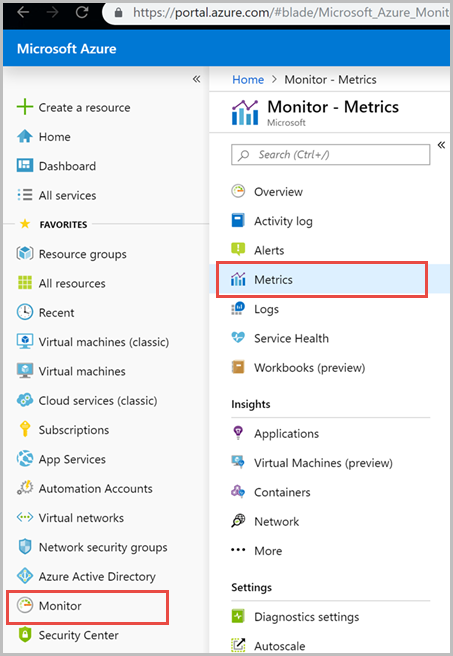 https://portal.azure.com/#blade/Microsoft_Azure_Monito
Microsoft Azure
«
Create a resource
Home
Dashboard
All services
FAVORITES
Resource groups
All resources
Recent
Virtual machines (classic)
Virtual machines
Cloud services (classic)
Subscriptions
App Services
Automation Accounts
Virtual networks
Network security groups
Azure Active Directory
Monitor
Security Center
Home > Monitor - Metrics
Monitor - Metrics
Microsoft
Search (Ctrl+/)
«
Overview
Activity log
Alerts
Metrics
Logs
Service Health
Workbooks (preview)
Insights
Applications
Virtual Machines (preview)
Containers
Network
More
Settings
Diagnostics settings
Autoscale